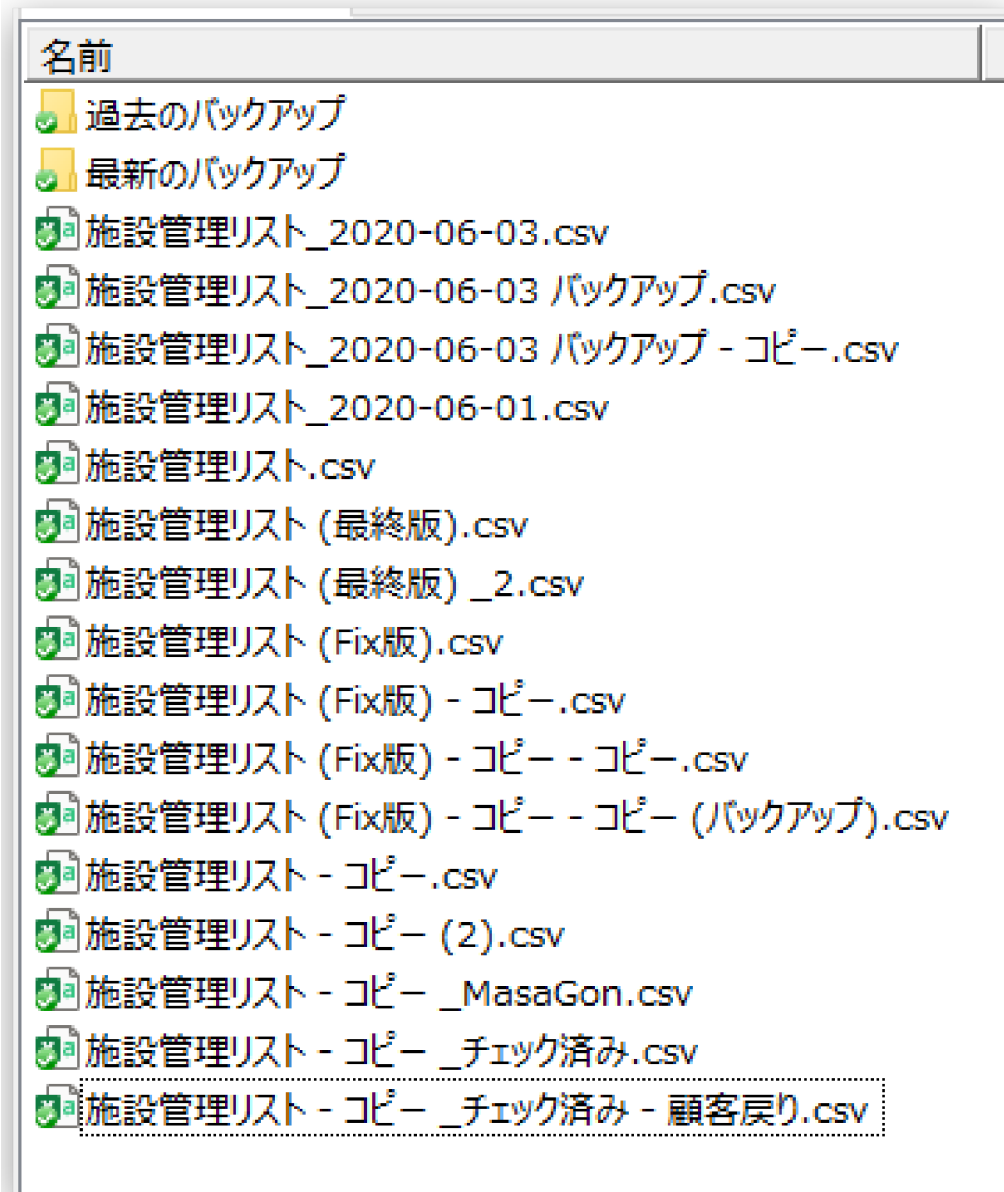 名前
過去のバックアップ
最新のバックアップ
施設管理リスト_2020-06-03.csv
施設管理リスト_2020-06-03 バックアップ.csv
施設管理リスト_2020-06-03 バックアップ - コピー.csv
施設管理リスト_2020-06-01.csv
施設管理リスト.csv
施設管理リスト (最終版).csv
施設管理リスト (最終版) _2.csv
施設管理リスト (Fix版).csv
施設管理リスト (Fix版) - コピー.csv
施設管理リスト (Fix版) - コピー - コピー.csv
施設管理リスト (Fix版) - コピー - コピー (バックアップ).csv
施設管理リスト - コピー.csv
施設管理リスト - コピー (2).csv
施設管理リスト - コピー _MasaGon.csv
施設管理リスト - コピー _チェック済み.csv
施設管理リスト - コピー _チェック済み - 顧客戻り.csv